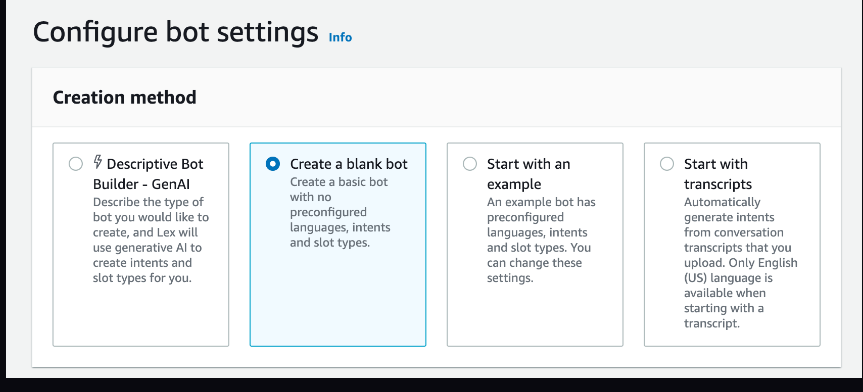 Configure bot settings Info
Creation method
Descriptive Bot
Builder - GenAI
Describe the type of
bot you would like to
create, and Lex will
use generative AI to
create intents and
slot types for you.
Create a blank bot
Create a basic bot
with no
preconfigured
languages, intents
and slot types.
Start with an
example
An example bot has
preconfigured
languages, intents
and slot types. You
can change these
settings.
Start with
transcripts
Automatically
generate intents
from conversation
transcripts that you
upload. Only English
(US) language is
available when
starting with a
transcript.